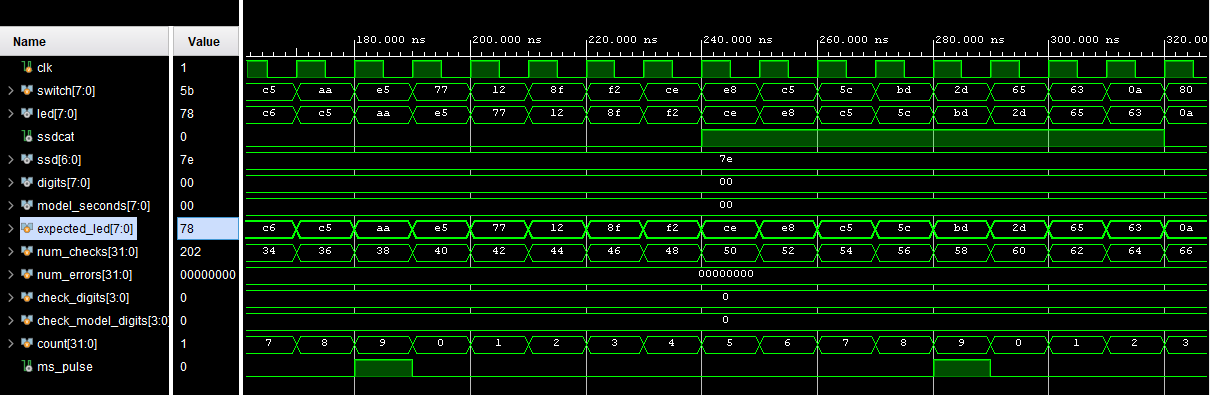 Name Value
180.000 ns 200.000 ns 220.000 ns 240.000 ns 260.000 ns 280.000 ns 300.000 ns 320.00
clk 1
switch[7:0] 5b c5 aa e5 77 12 8f f2 ce e8 c5 5c bd 2d 65 63 0a 80
led[7:0] 78 c6 c5 aa e5 77 12 8f f2 ce e8 c5 5c bd 2d 65 63 0a
ssdcat 0
ssd[6:0] 7e 7e
digits[7:0] 00 00
model_seconds[7:0] 00 00
expected_led[7:0] 78 c6 c5 aa e5 77 12 8f f2 ce e8 c5 5c bd 2d 65 63 0a
num_checks[31:0] 202 34 36 38 40 42 44 46 48 50 52 54 56 58 60 62 64 66
num_errors[31:0] 00000000 00000000
check_digits[3:0] 0 0
check_model_digits[3:0] 0 0
count[31:0] 1 7 8 9 0 1 2 3 4 5 6 7 8 9 0 1 2 3
ms_pulse 0